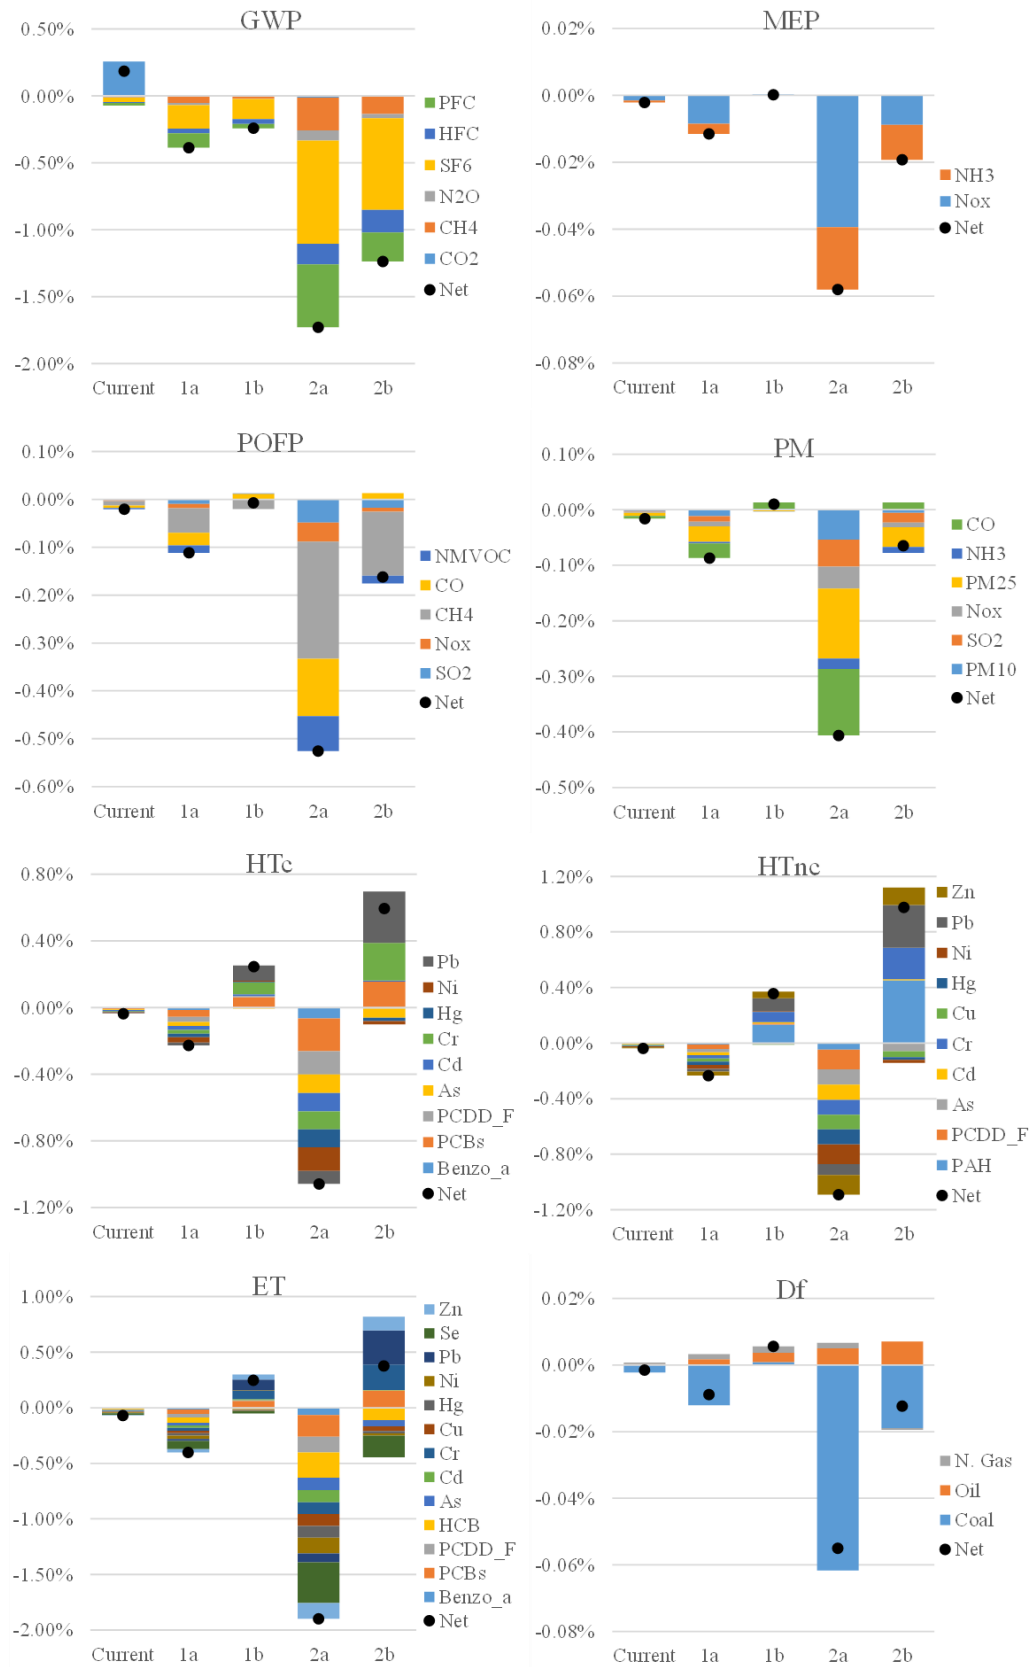 GWP
0.50%
0.00%
-0.50%
-1.00%
-1.50%
-2.00%
Current 1a 1b 2a 2b
PFC
HFC
SF6
N2O
CH4
CO2
Net
MEP
0.02%
0.00%
-0.02%
-0.04%
-0.06%
-0.08%
Current 1a 1b 2a 2b
NH3
Nox
Net
POFP
0.10%
0.00%
-0.10%
-0.20%
-0.30%
-0.40%
-0.50%
-0.60%
Current 1a 1b 2a 2b
NMVOC
CO
CH4
Nox
SO2
Net
PM
0.10%
0.00%
-0.10%
-0.20%
-0.30%
-0.40%
-0.50%
Current 1a 1b 2a 2b
CO
NH3
PM25
Nox
SO2
PM10
Net
HTc
0.80%
0.40%
0.00%
-0.40%
-0.80%
-1.20%
Current 1a 1b 2a 2b
Pb
Ni
Hg
Cr
Cd
As
PCDD_F
PCBs
Benzo_a
Net
HTnc
1.20%
0.80%
0.40%
0.00%
-0.40%
-0.80%
-1.20%
Current 1a 1b 2a 2b
Zn
Pb
Ni
Hg
Cu
Cr
Cd
As
PCDD_F
PAH
Net
ET
1.00%
0.50%
0.00%
-0.50%
-1.00%
-1.50%
-2.00%
Current 1a 1b 2a 2b
Zn
Se
Pb
Ni
Hg
Cu
Cr
Cd
As
HCB
PCDD_F
PCBs
Benzo_a
Net
Df
0.02%
0.00%
-0.02%
-0.04%
-0.06%
-0.08%
Current 1a 1b 2a 2b
N. Gas
Oil
Coal
Net